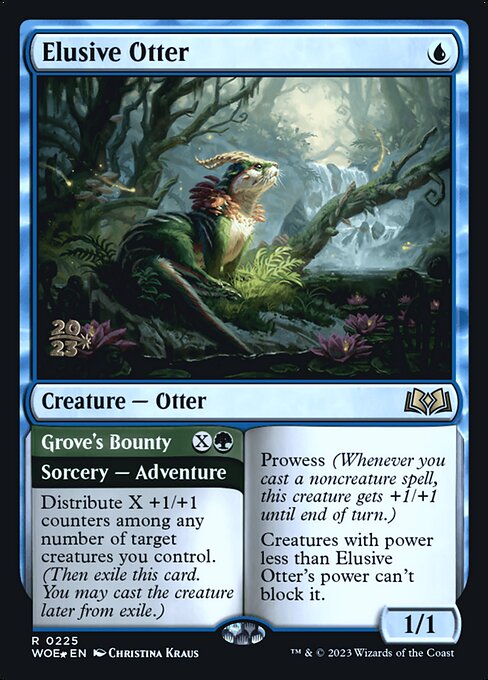 Elusive Otter
20
23
Creature — Otter
Grove's Bounty X
Sorcery — Adventure
Distribute X +1/+1
counters among any
number of target
creatures you control.
(Then exile this card.
You may cast the creature
later from exile.)
Prowess (Whenever you
cast a noncreature spell,
this creature gets +1/+1
until end of turn.)
Creatures with power
less than Elusive
Otter's power can't
block it.
1/1
R 0225
WOE★EN Christina Kraus
™ & © 2023 Wizards of the Coast